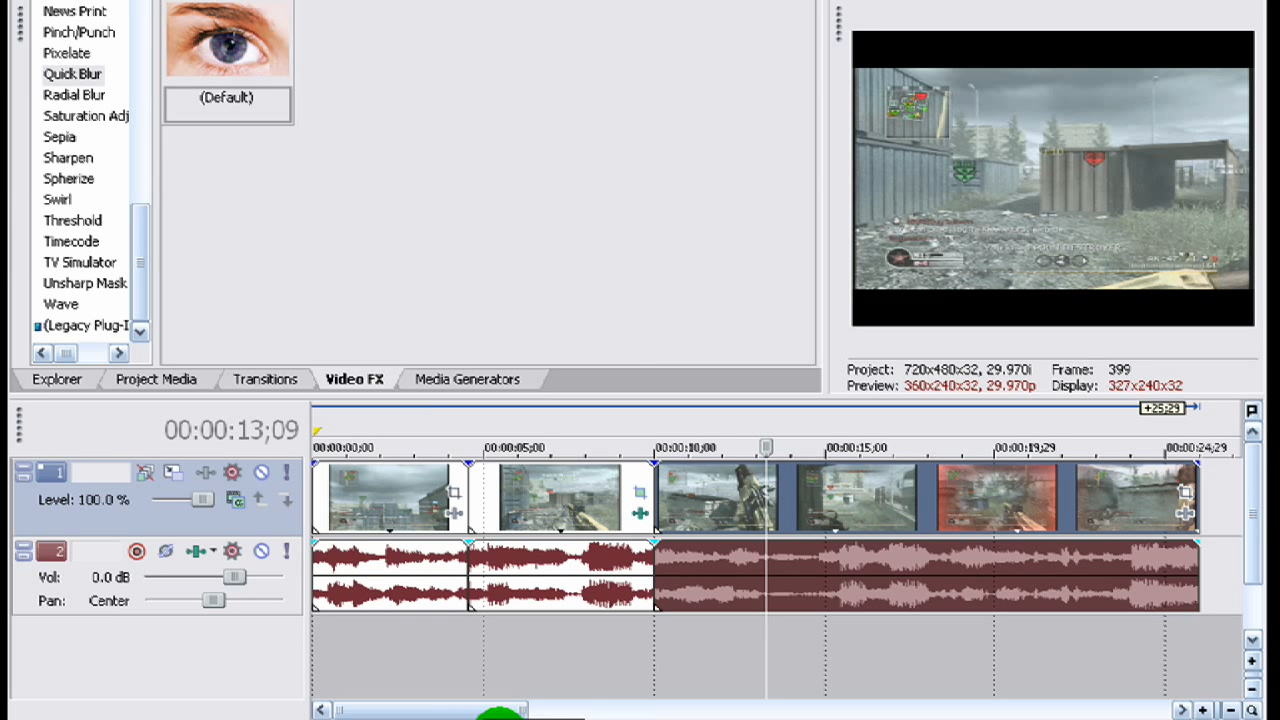 News Print
Pinch/Punch
Pixelate
Quick Blur
Radial Blur
Saturation Adj
Sepia
Sharpen
Spherize
Swirl
Threshold
Timecode
TV Simulator
Unsharp Mask
Wave
(Legacy Plug-I
(Default)
Explorer
Project Media
Transitions
Video FX
Media Generators
Project: 720x480x32, 29.970i Frame: 399
Preview: 360x240x32, 29.970p Display: 327x240x32
+25;29
00:00:13;09
00:00:00;00 00:00:05;00 00:00:10;00 00:00:15;00 00:00:19;29 00:00:24;29
1
Level: 100.0 %
2
Vol: 0.0 dB
Pan: Center